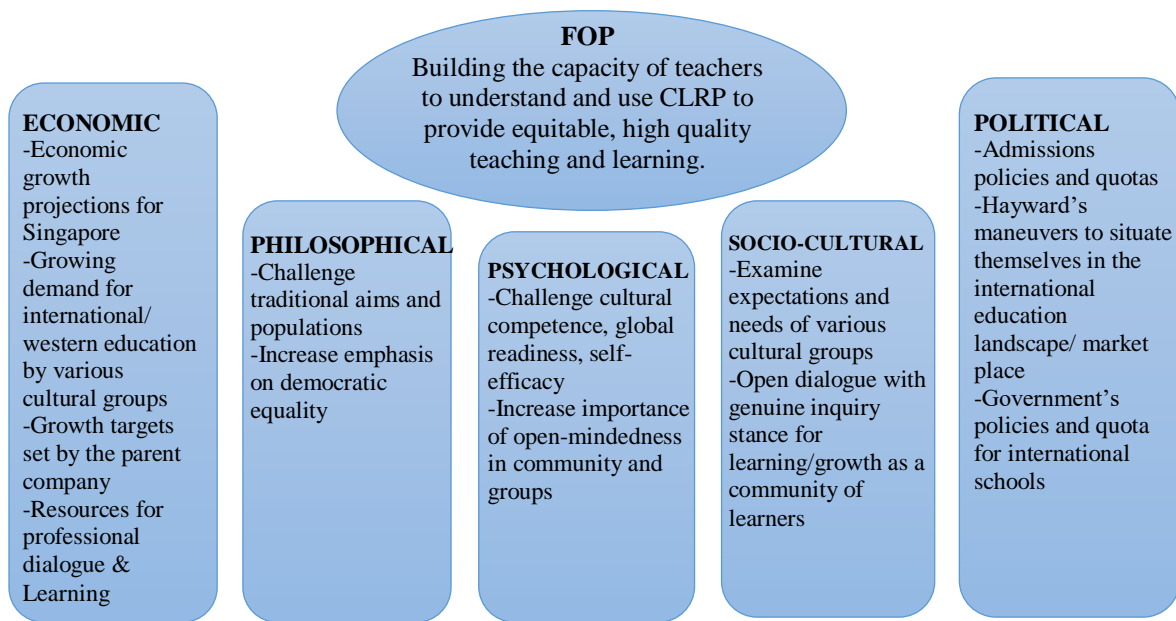 FOP
Building the capacity of teachers
to understand and use CLRP to
provide equitable, high quality
teaching and learning.
ECONOMIC
-Economic
growth
projections for
Singapore
-Growing
demand for
international/
western education
by various
cultural groups
-Growth targets
set by the parent
company
-Resources for
professional
dialogue &
Learning
PHILOSOPHICAL
-Challenge
traditional aims and
populations
-Increase emphasis
on democratic
equality
PSYCHOLOGICAL
-Challenge cultural
competence, global
readiness, self-
efficacy
-Increase importance
of open-mindedness
in community and
groups
SOCIO-CULTURAL
-Examine
expectations and
needs of various
cultural groups
-Open dialogue with
genuine inquiry
stance for
learning/growth as a
community of
learners
POLITICAL
-Admissions
policies and quotas
-Hayward’s
maneuvers to situate
themselves in the
international
education
landscape/ market
place
-Government’s
policies and quota
for international
schools